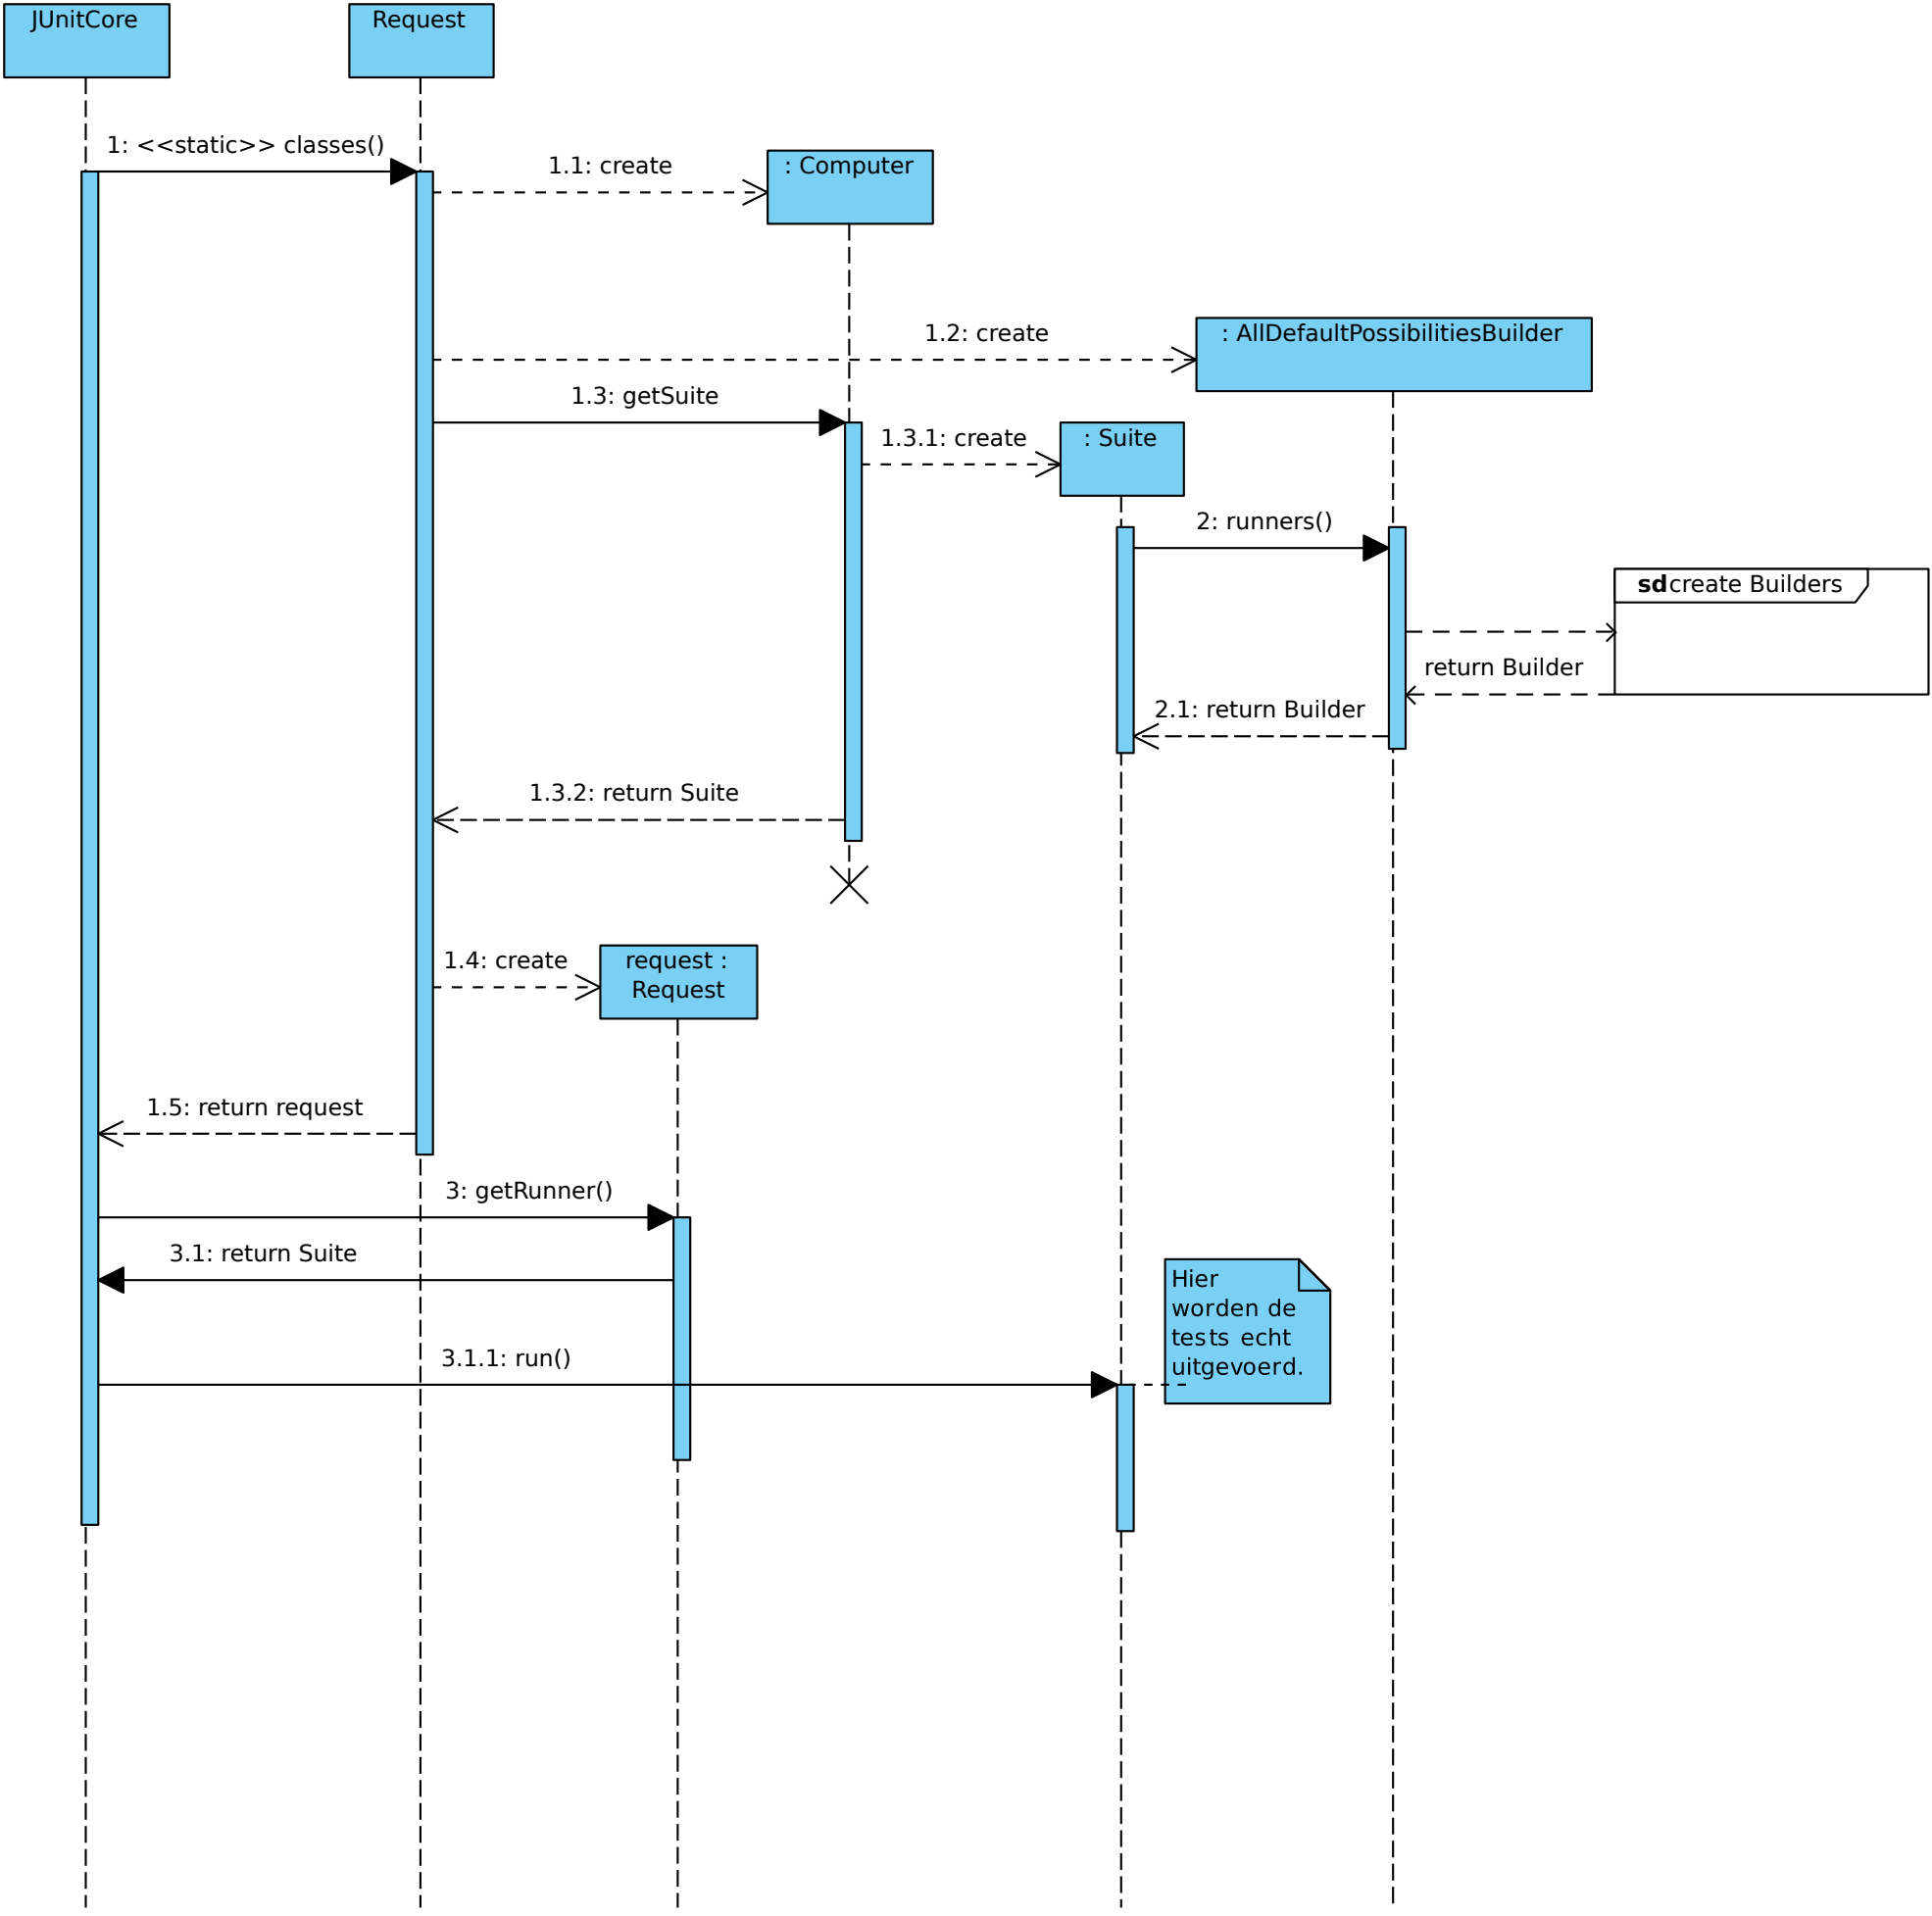 JUnitCore
Request
1: <<static>> classes()
1.1: create
: Computer
1.2: create
: AllDefaultPossibilitiesBuilder
1.3: getSuite
1.3.1: create
: Suite
2: runners()
sd create Builders
return Builder
2.1: return Builder
1.3.2: return Suite
1.4: create
request :
Request
1.5: return request
3: getRunner()
3.1: return Suite
Hier
worden de
tests echt
uitgevoerd.
3.1.1: run()